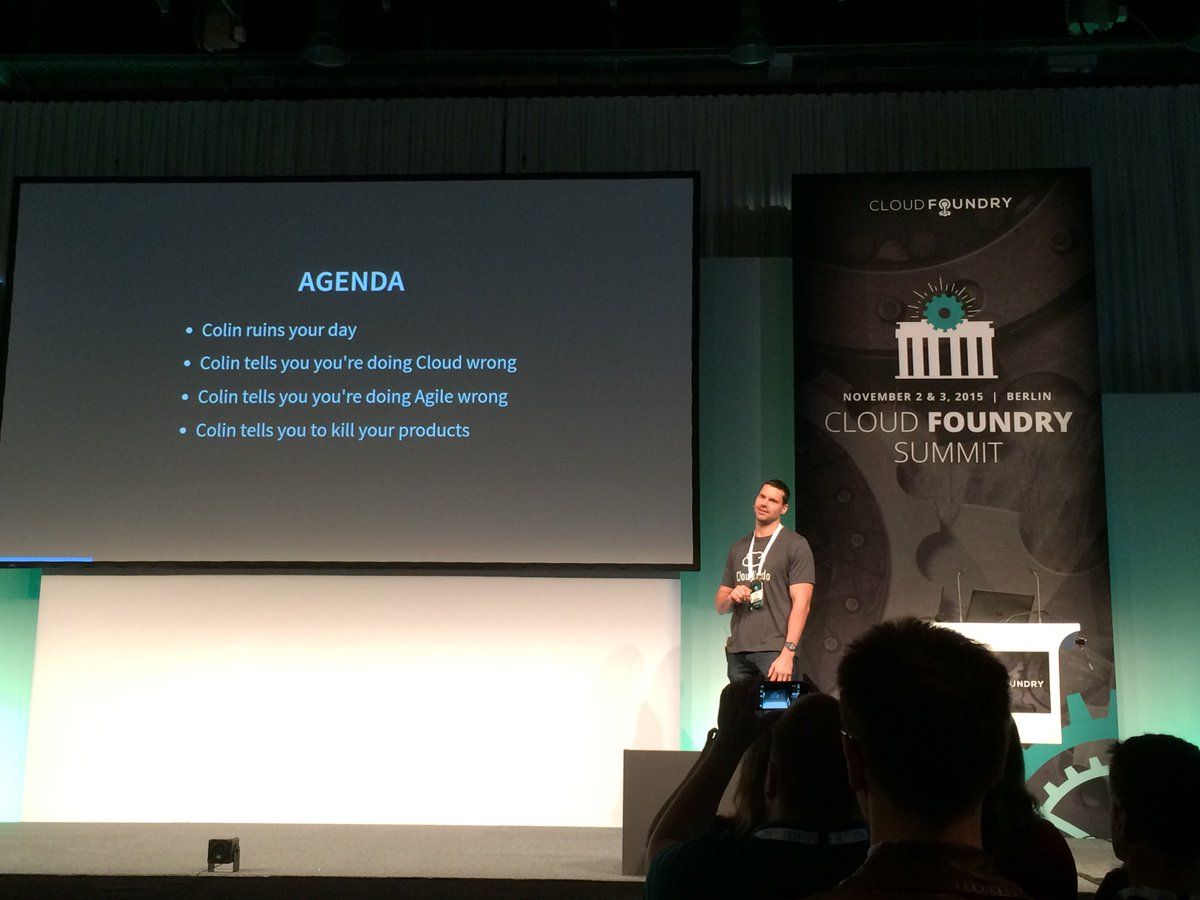 AGENDA
• Colin ruins your day
• Colin tells you you're doing Cloud wrong
• Colin tells you you're doing Agile wrong
• Colin tells you to kill your products
CLOUD FOUNDRY
NOVEMBER 2 & 3, 2015 | BERLIN
CLOUD FOUNDRY
SUMMIT
UNDRY